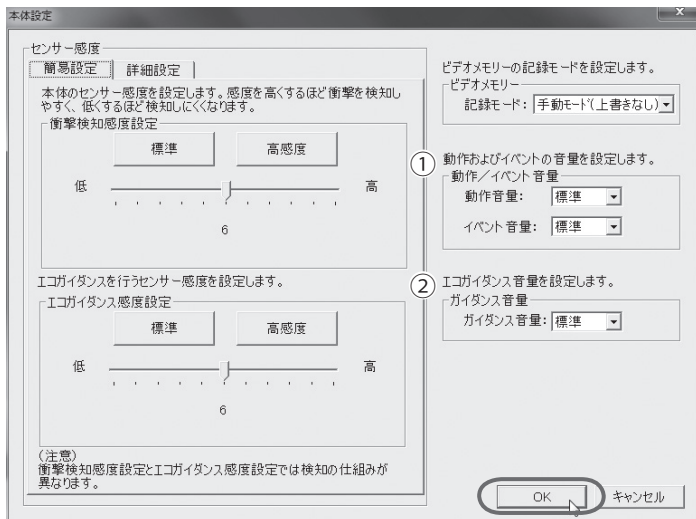 本体設定
センサー感度
簡易設定
詳細設定
本体のセンサー感度を設定します。感度を高くするほど衝撃を検知し
やすく、低くするほど検知しにくくなります。
衝撃検知感度設定
標準
高感度
低
高
6
エコガイダンスを行うセンサー感度を設定します。
エコガイダンス感度設定
標準
高感度
低
高
6
(注意)
衝撃検知感度設定とエコガイダンス感度設定では検知の仕組みが
異なります。
ビデオメモリーの記録モードを設定します。
ビデオメモリー
記録モード: 手動モード(上書きなし)
① 動作およびイベントの音量を設定します。
動作/イベント音量
動作音量: 標準
イベント音量: 標準
② エコガイダンス音量を設定します。
ガイダンス音量
ガイダンス音量: 標準
OK
キャンセル